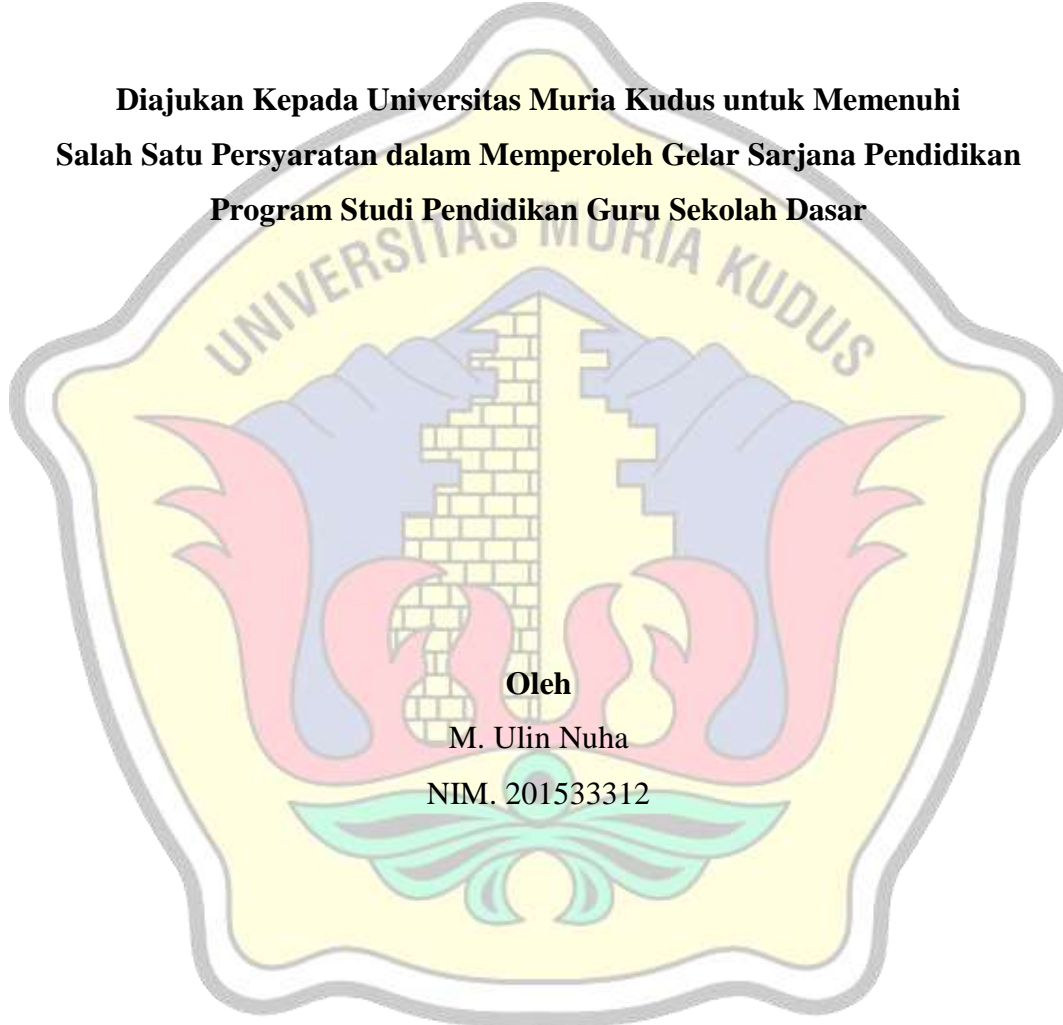 Diajukan Kepada Universitas Muria Kudus untuk Memenuhi
Salah Satu Persyaratan dalam Memperoleh Gelar Sarjana Pendidikan
Program Studi Pendidikan Guru Sekolah Dasar
UNIVERSITAS MURIA KUDUS
Oleh
M. Ulin Nuha
NIM. 201533312